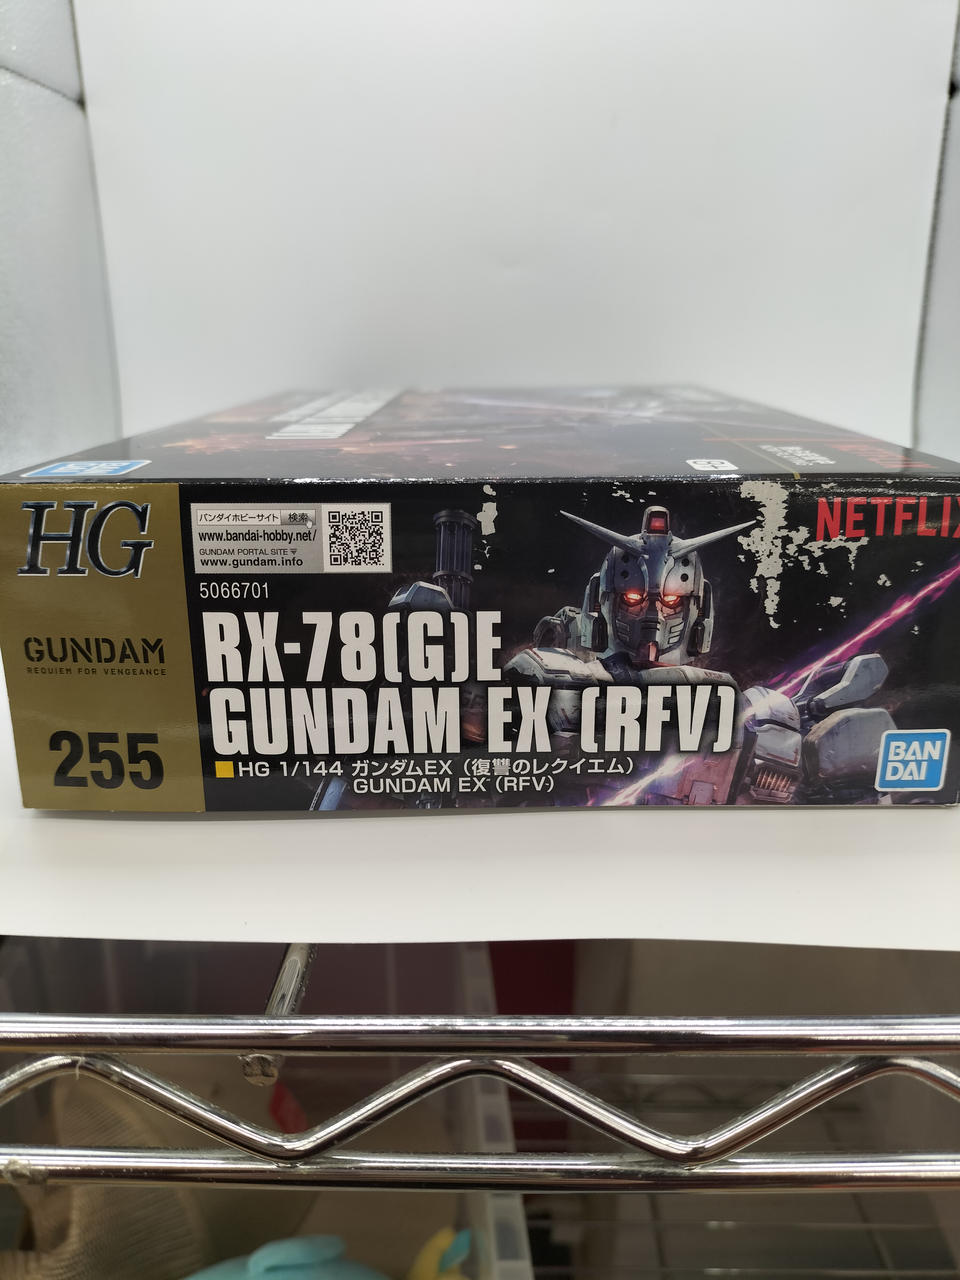 HG
GUNDAM
REQUIEM FOR VENGEANCE
255
バンダイホビーサイト 検索
www.bandai-hobby.net/
GUNDAM PORTAL SITE
www.gundam.info
5066701
RX-78(G)E
GUNDAM EX (RFV)
HG 1/144 ガンダムEX (復讐のレクイエム)
GUNDAM EX (RFV)
NETFLIX
BAN
DAI